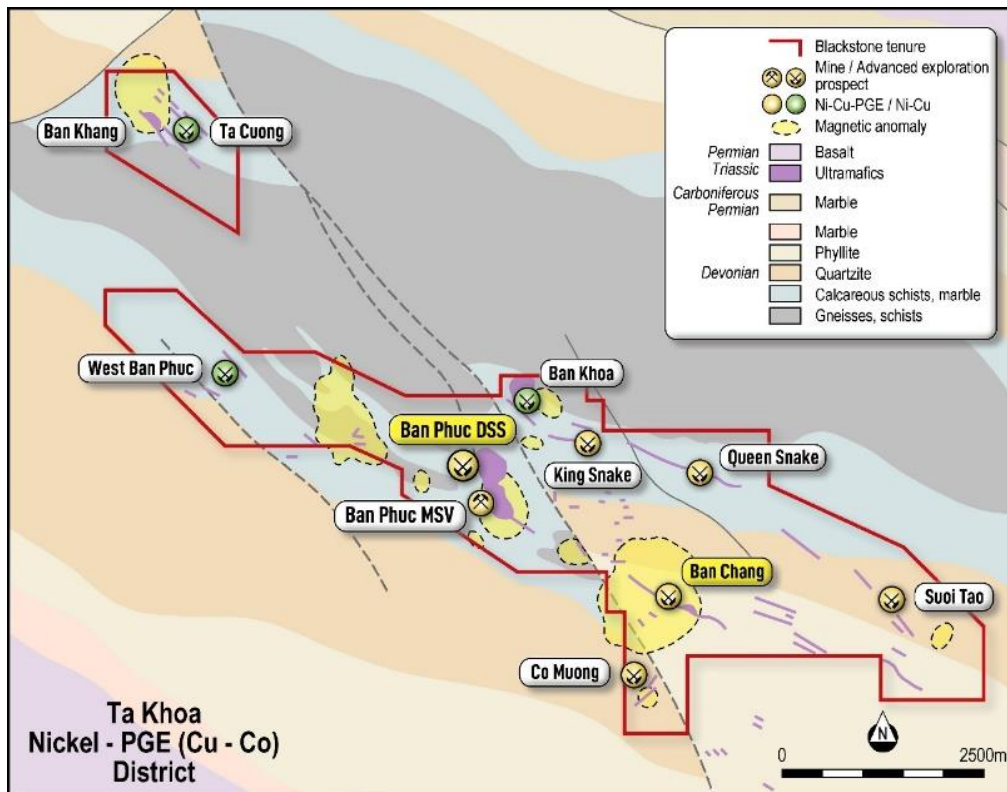 Blackstone tenure
Mine / Advanced exploration
prospect
Ni-Cu-PGE / Ni-Cu
Magnetic anomaly
Permian
Triassic
Basalt
Ultramafics
Carboniferous
Permian
Marble
Marble
Phyllite
Devonian
Quartzite
Calcareous schists, marble
Gneisses, schists
Ban Khang
Ta Cuong
West Ban Phuc
Ban Khoa
Ban Phuc DSS
King Snake
Queen Snake
Ban Phuc MSV
Ban Chang
Suoi Tao
Co Muong
Ta Khoa
Nickel - PGE (Cu - Co)
District
N
0 2500m